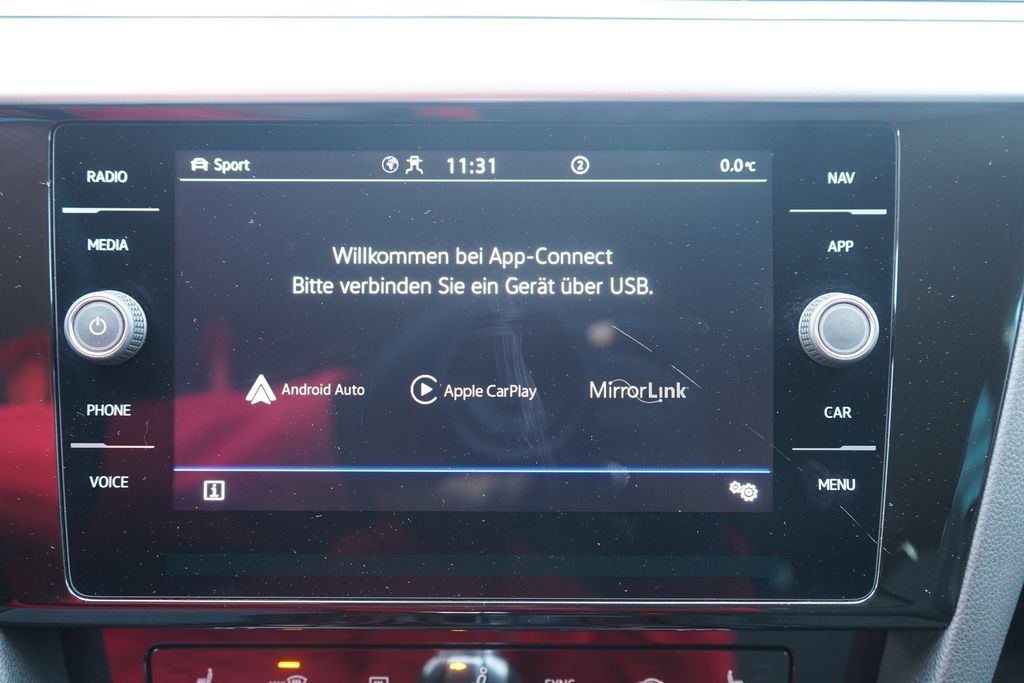 RADIO
MEDIA
PHONE
VOICE
Sport 11:31 2 0.0°C
Willkommen bei App-Connect
Bitte verbinden Sie ein Gerät über USB.
Android Auto Apple CarPlay MirrorLink
i
NAV
APP
CAR
MENU
SYNC